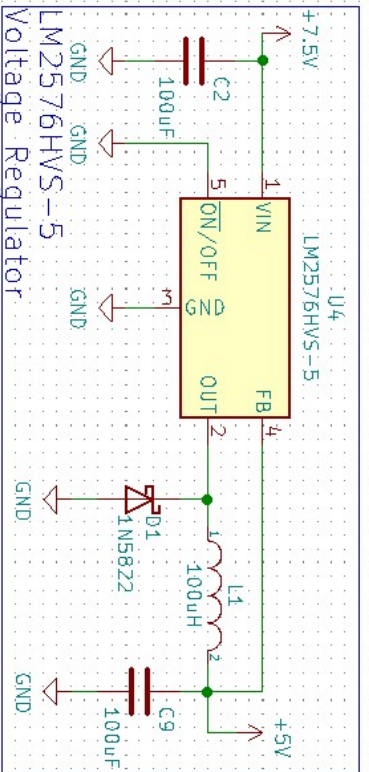 +7.5V
C2
100uF
GND
GND
U4
LM2576HVS-5
1
VIN
5
ON/OFF
3
GND
GND
FB
4
OUT
2
D1
1N5822
GND
1
L1
100uH
2
+5V
C9
100uF
GND
LM2576HVS-5
Voltage Regulator